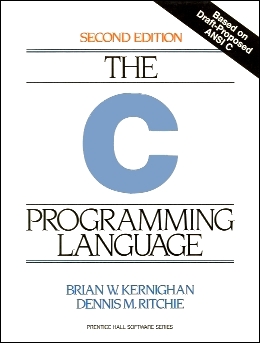 SECOND EDITION
Based on
Draft-Proposed
ANSI C
THE
C
PROGRAMMING
LANGUAGE
BRIAN W. KERNIGHAN
DENNIS M. RITCHIE
PRENTICE HALL SOFTWARE SERIES